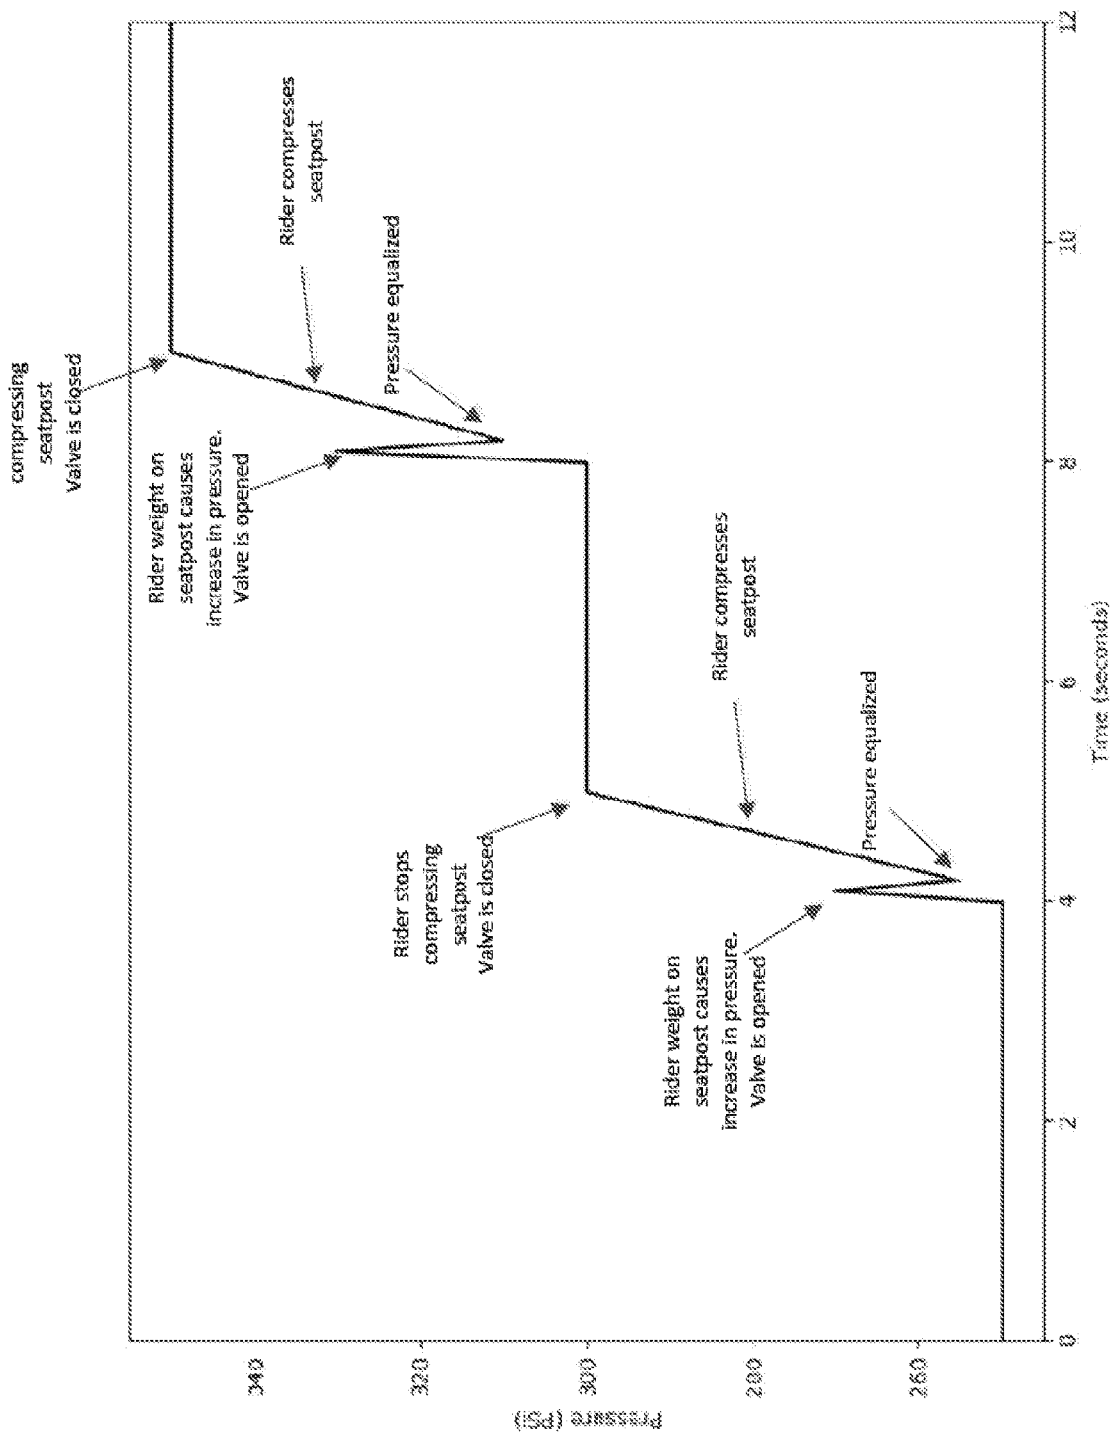 compressing
seatpost
Valve is closed
Rider weight on
seatpost causes
increase in pressure.
Valve is opened
Rider compresses
seatpost
Pressure equalized
Rider stops
compressing
seatpost
Valve is closed
Rider compresses
seatpost
Rider weight on
seatpost causes
increase in pressure.
Valve is opened
Pressure equalized
Pressure (PSI)
340
320
300
280
260
0
2
4
6
8
10
12
Time (seconds)